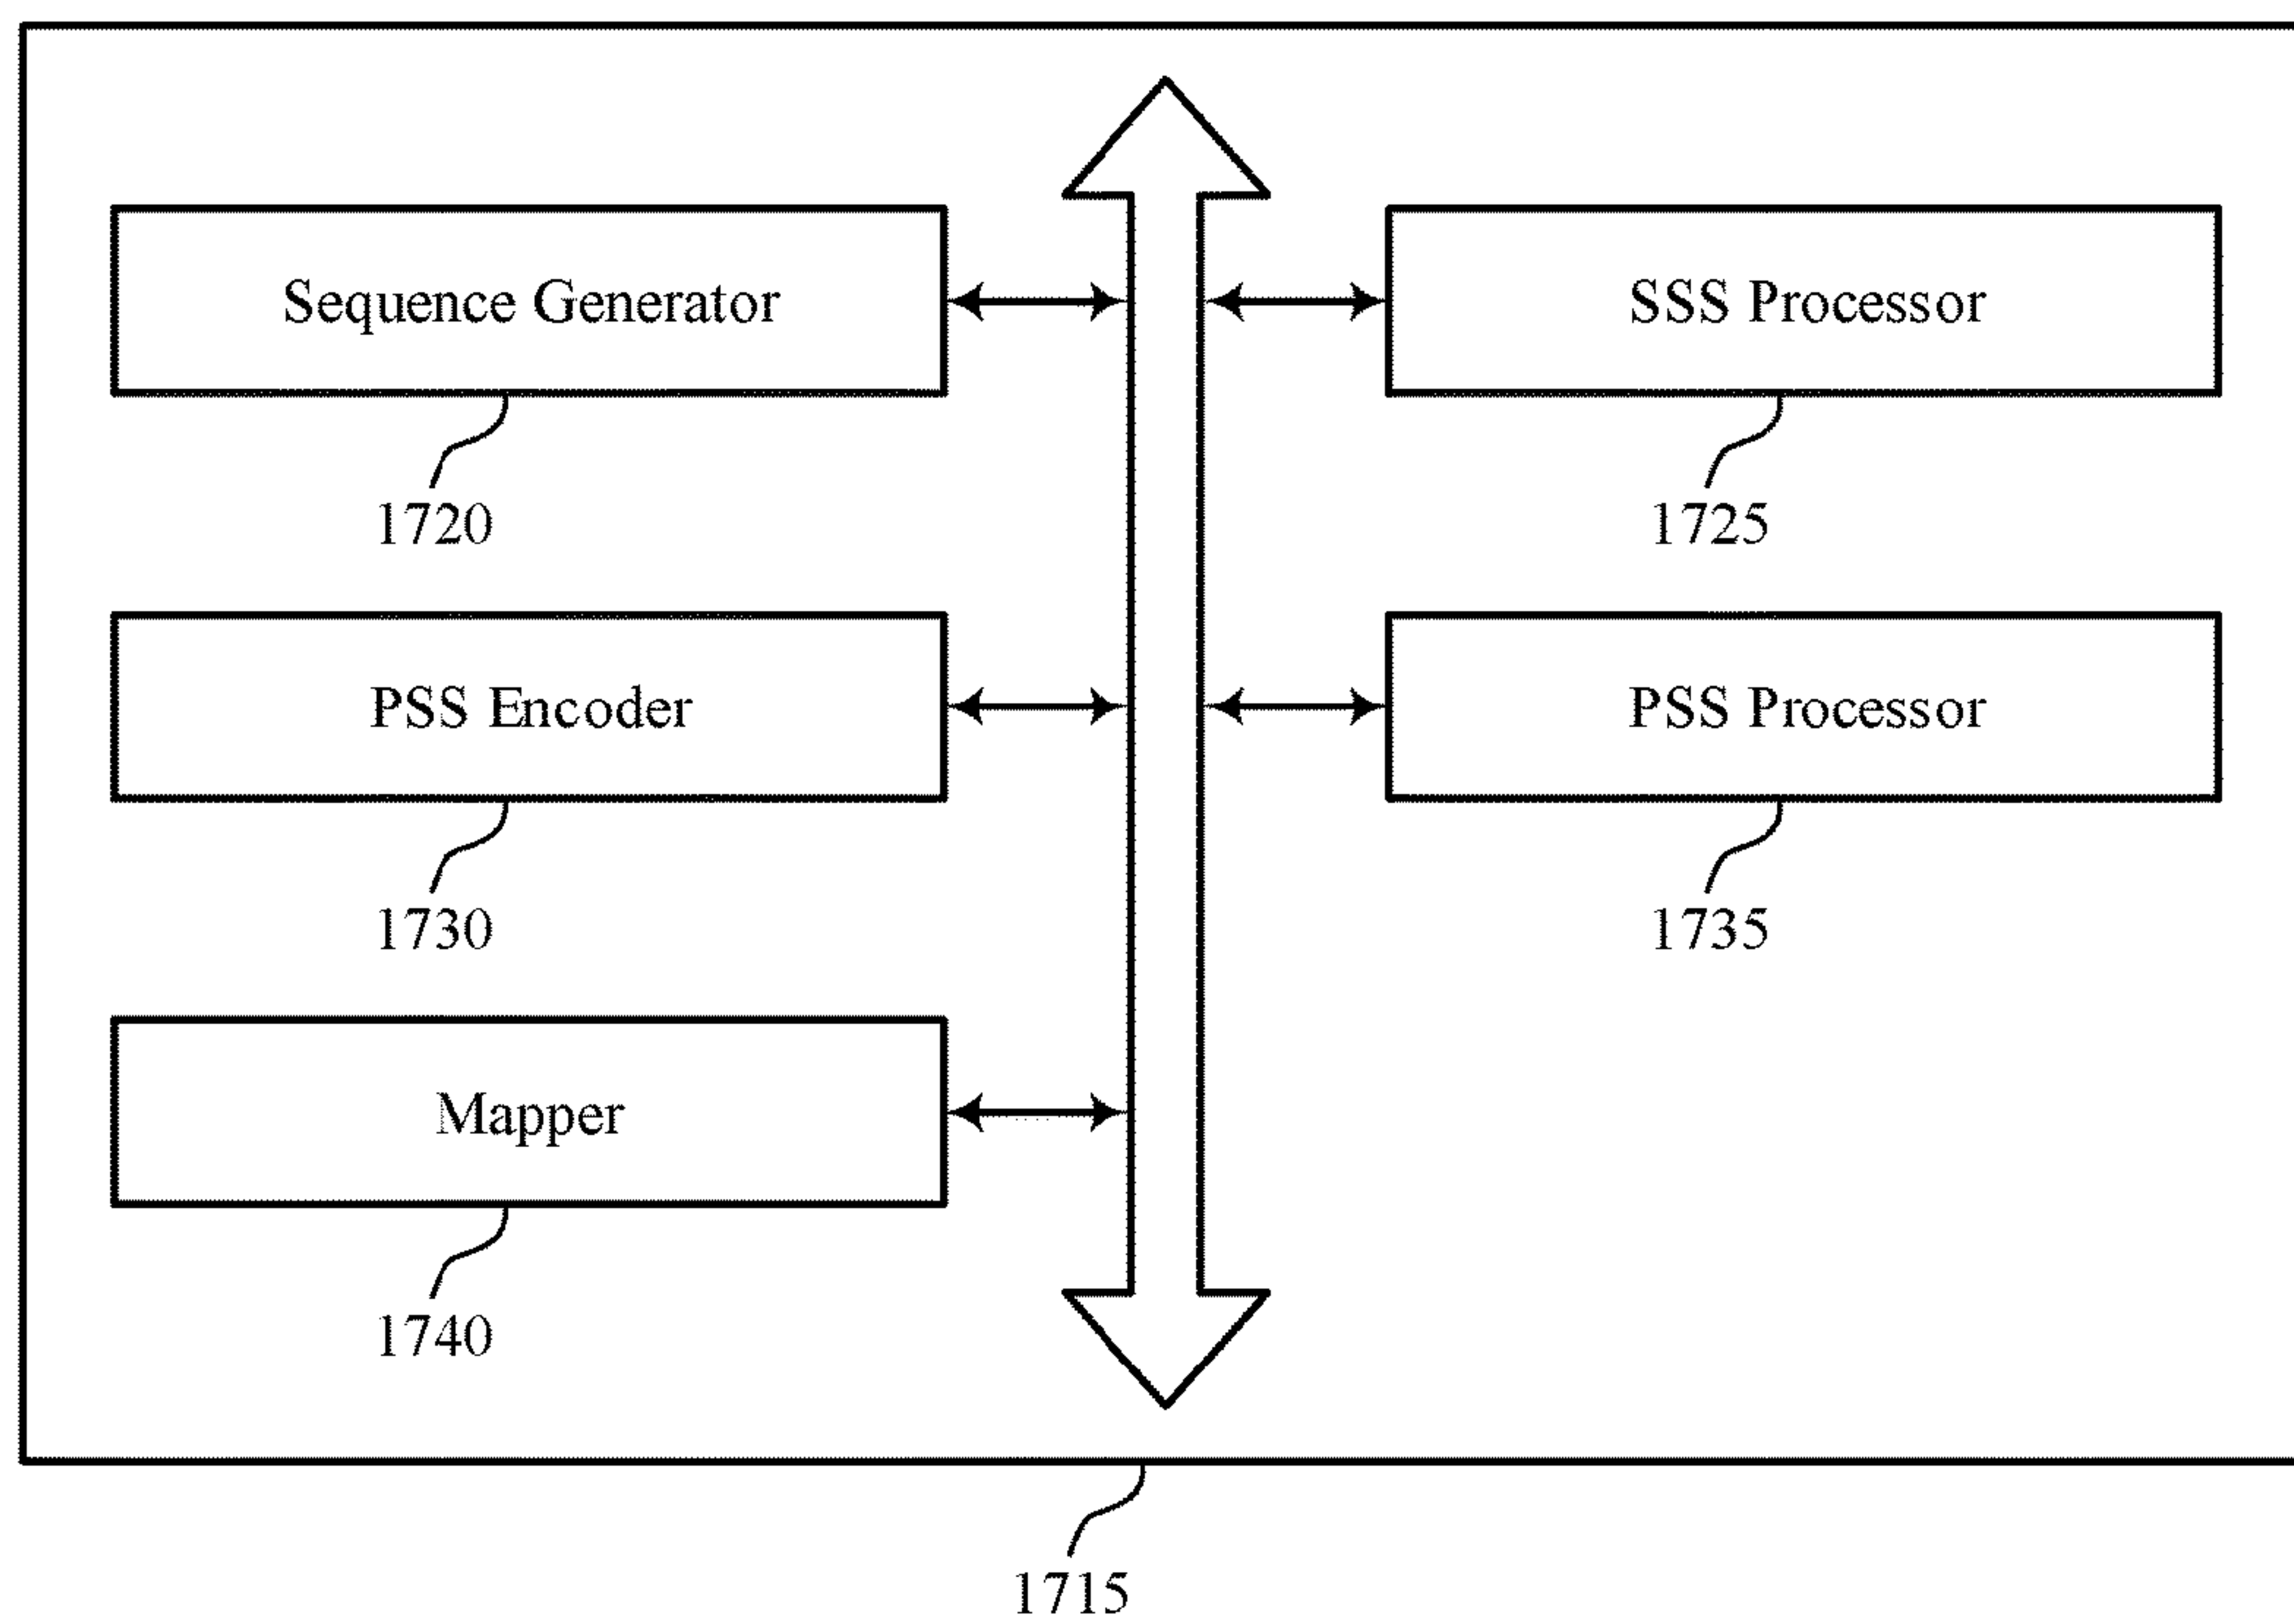 Sequence Generator
SSS Processor
1720
1725
PSS Encoder
PSS Processor
1730
1735
Mapper
1740
1715